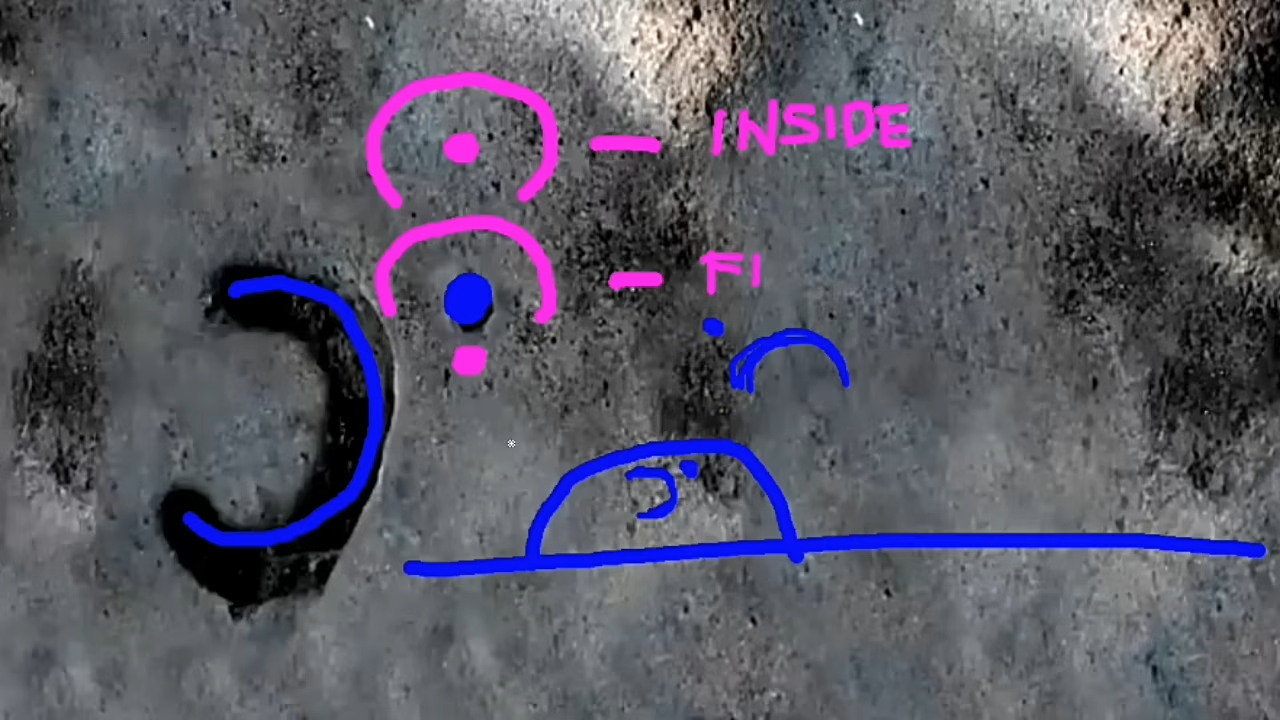 — INSIDE
— FI